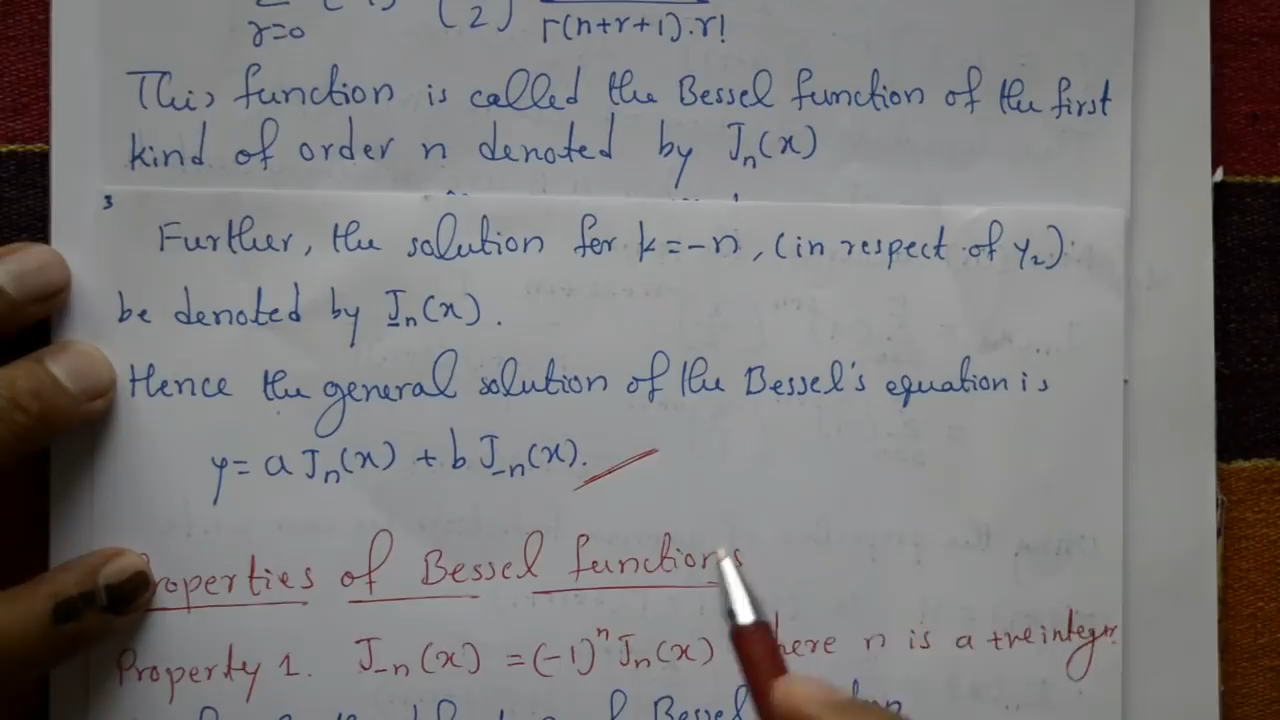 r=0 (2) Γ(n+r+1).r!
This function is called the Bessel function of the first
kind of order n denoted by Jₙ(x)
3
Further, the solution for k=-n, (in respect of y₂)
be denoted by J₋ₙ(x).
Hence the general solution of the Bessel's equation is
y= a Jₙ(x) + b J₋ₙ(x).
Properties of Bessel functions
Property 1. J₋ₙ(x) = (-1)ⁿ Jₙ(x) where n is a +ve integer.
Bessel